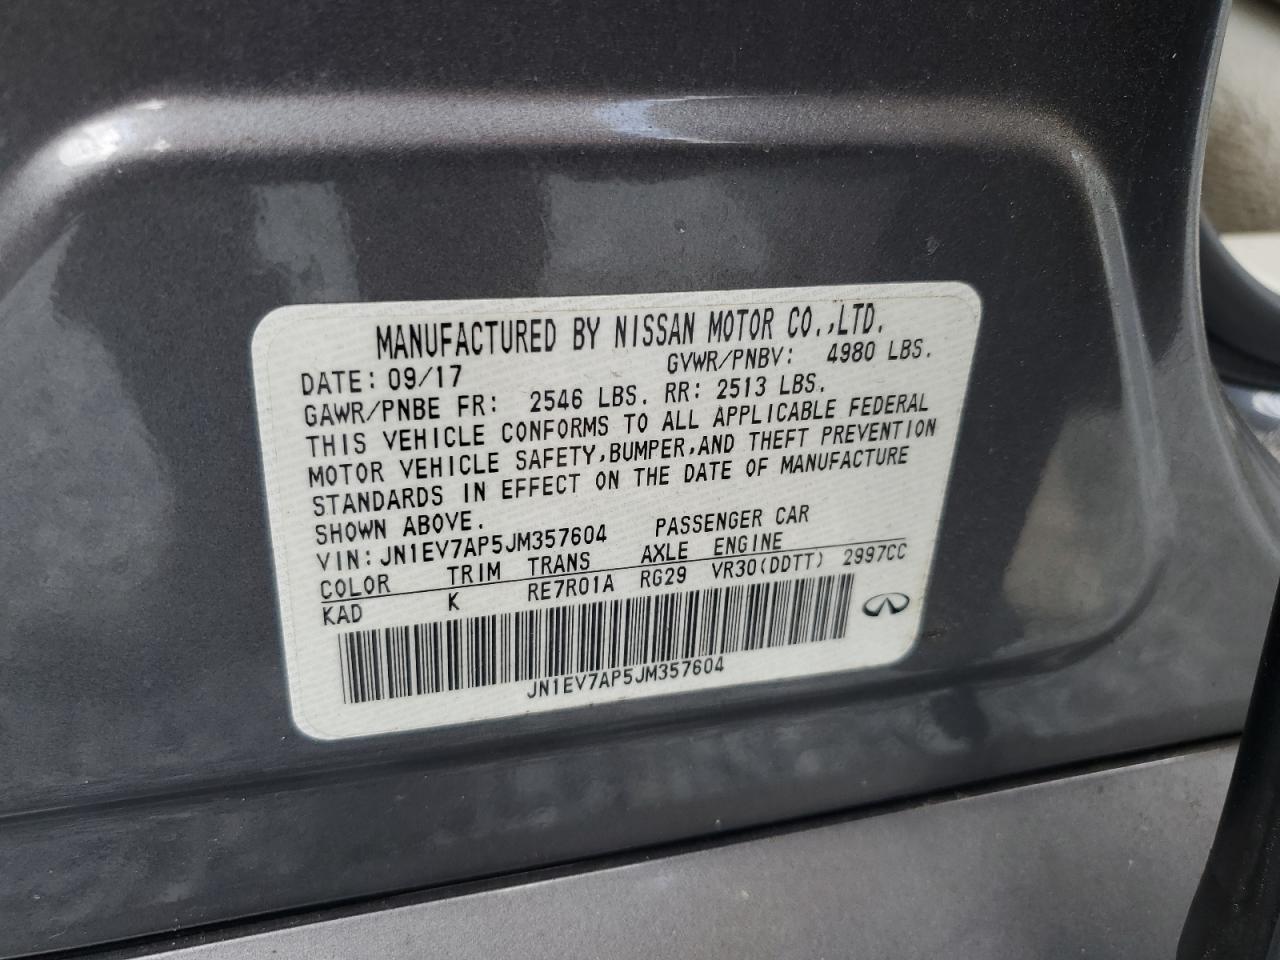 MANUFACTURED BY NISSAN MOTOR CO.,LTD.
DATE: 09/17 GVWR/PNBV: 4980 LBS.
GAWR/PNBE FR: 2546 LBS. RR: 2513 LBS.
THIS VEHICLE CONFORMS TO ALL APPLICABLE FEDERAL
MOTOR VEHICLE SAFETY,BUMPER,AND THEFT PREVENTION
STANDARDS IN EFFECT ON THE DATE OF MANUFACTURE
SHOWN ABOVE.
VIN:JN1EV7AP5JM357604 PASSENGER CAR
COLOR TRIM TRANS AXLE ENGINE
KAD K RE7R01A RG29 VR30(DDTT) 2997CC
JN1EV7AP5JM357604